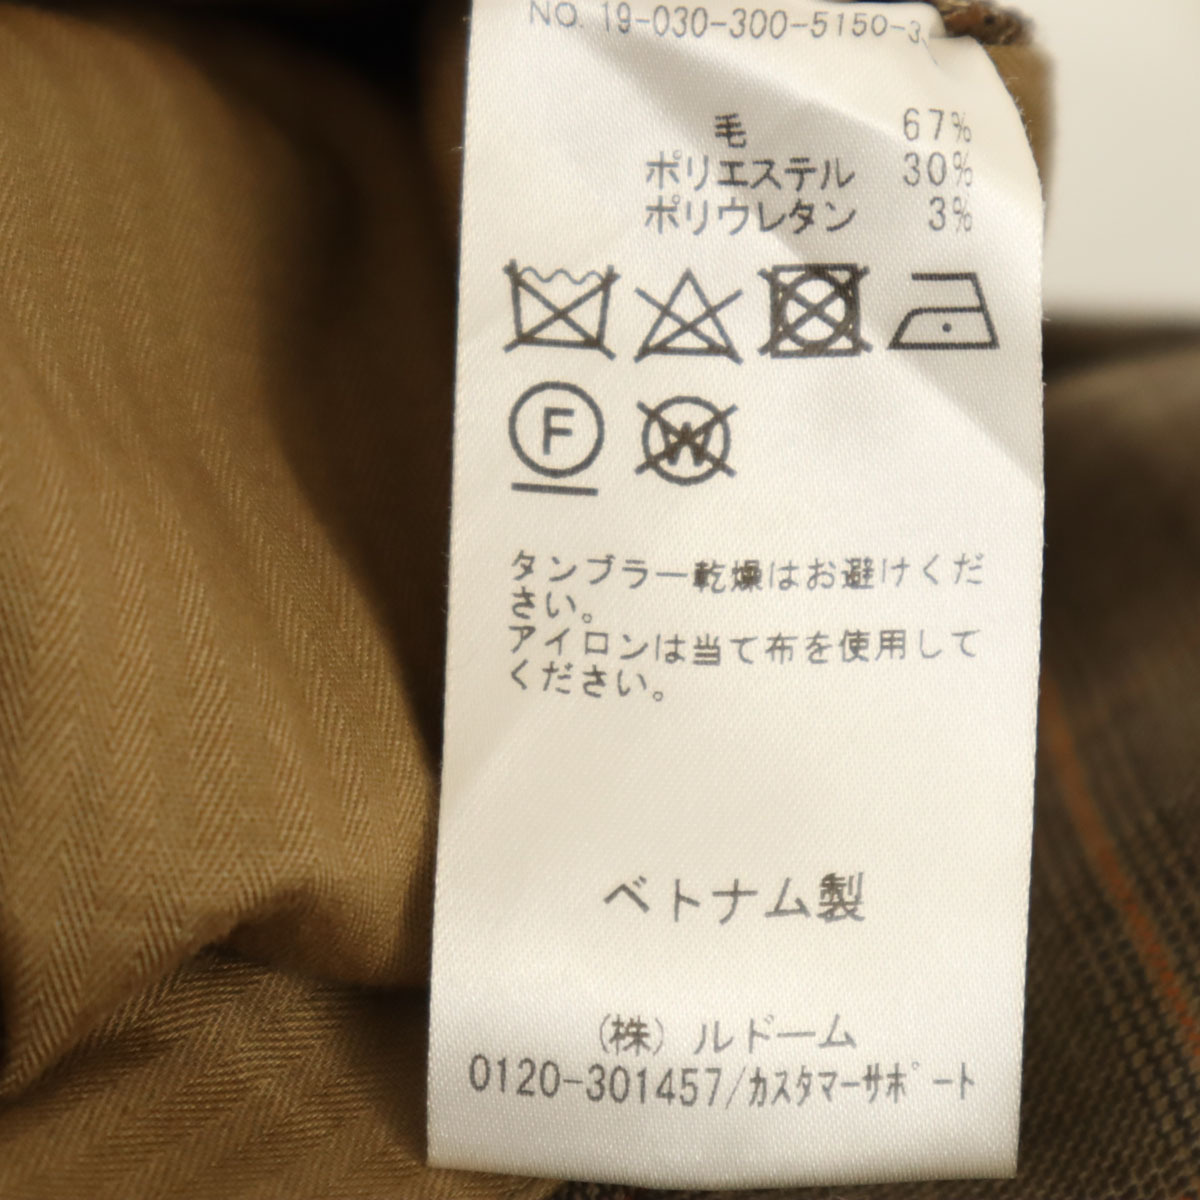 NO. 19-030-300-5150-3
毛 67%
ポリエステル 30%
ポリウレタン 3%
F
W
タンブラー乾燥はお避けくだ
さい。
アイロンは当て布を使用して
ください。
ベトナム製
(株) ルドーム
0120-301457/カスタマーサポート